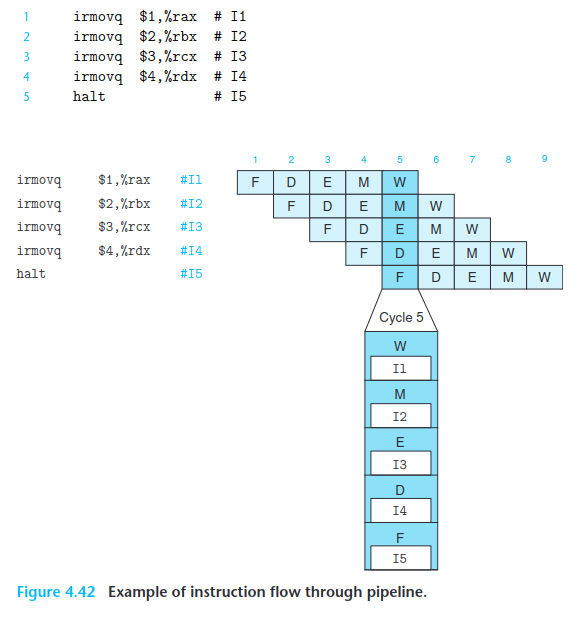 1 irmovq $1,%rax # I1
2 irmovq $2,%rbx # I2
3 irmovq $3,%rcx # I3
4 irmovq $4,%rdx # I4
5 halt # I5
1 2 3 4 5 6 7 8 9
irmovq $1,%rax #I1 F D E M W
irmovq $2,%rbx #I2 F D E M W
irmovq $3,%rcx #I3 F D E M W
irmovq $4,%rdx #I4 F D E M W
halt #I5 F D E M W
Cycle 5
W
I1
M
I2
E
I3
D
I4
F
I5
Figure 4.42 Example of instruction flow through pipeline.